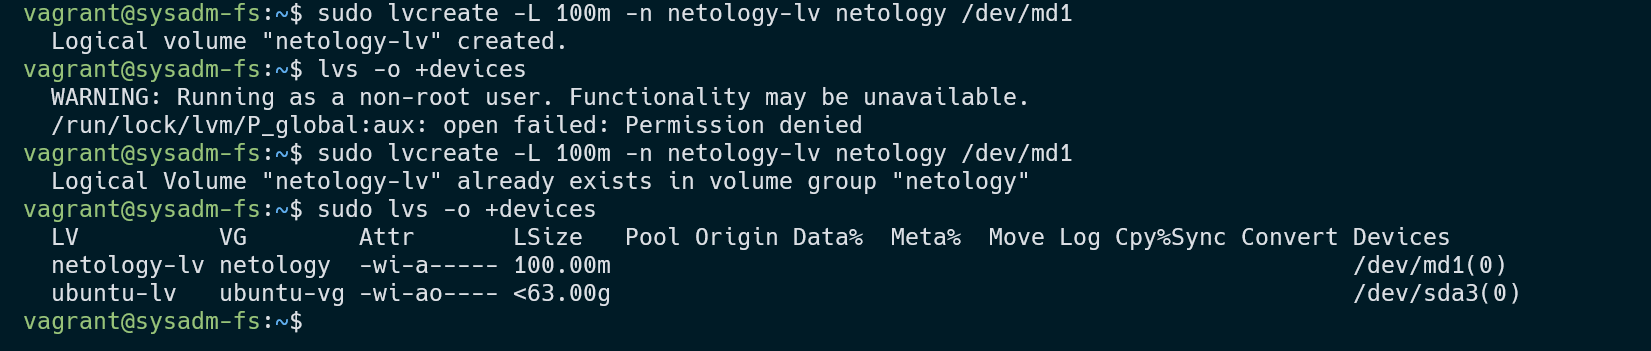 vagrant@sysadm-fs:~$ sudo lvcreate -L 100m -n netology-lv netology /dev/md1
  Logical volume "netology-lv" created.
vagrant@sysadm-fs:~$ lvs -o +devices
  WARNING: Running as a non-root user. Functionality may be unavailable.
  /run/lock/lvm/P_global:aux: open failed: Permission denied
vagrant@sysadm-fs:~$ sudo lvcreate -L 100m -n netology-lv netology /dev/md1
  Logical Volume "netology-lv" already exists in volume group "netology"
vagrant@sysadm-fs:~$ sudo lvs -o +devices
  LV          VG        Attr       LSize   Pool Origin Data%  Meta%  Move Log Cpy%Sync Convert Devices
  netology-lv netology  -wi-a----- 100.00m                                                     /dev/md1(0)
  ubuntu-lv   ubuntu-vg -wi-ao---- <63.00g                                                     /dev/sda3(0)
vagrant@sysadm-fs:~$